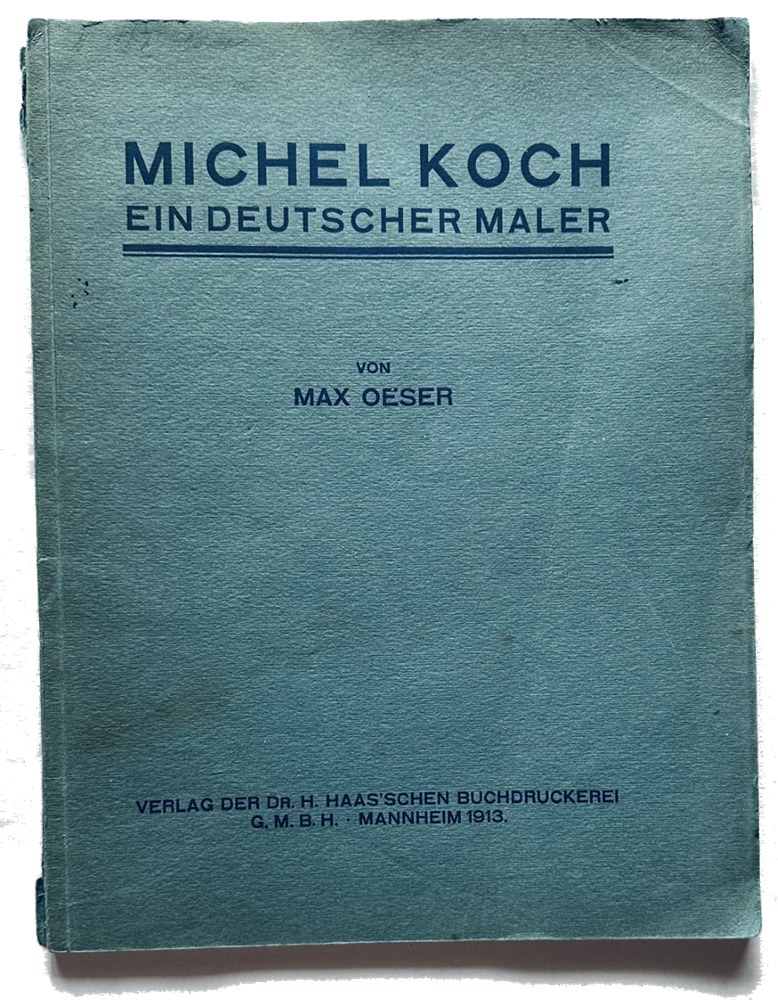 MICHEL KOCH
EIN DEUTSCHER MALER
VON
MAX OESER
VERLAG DER DR. H. HAAS'SCHEN BUCHDRUCKEREI
G. M. B. H. · MANNHEIM 1913.